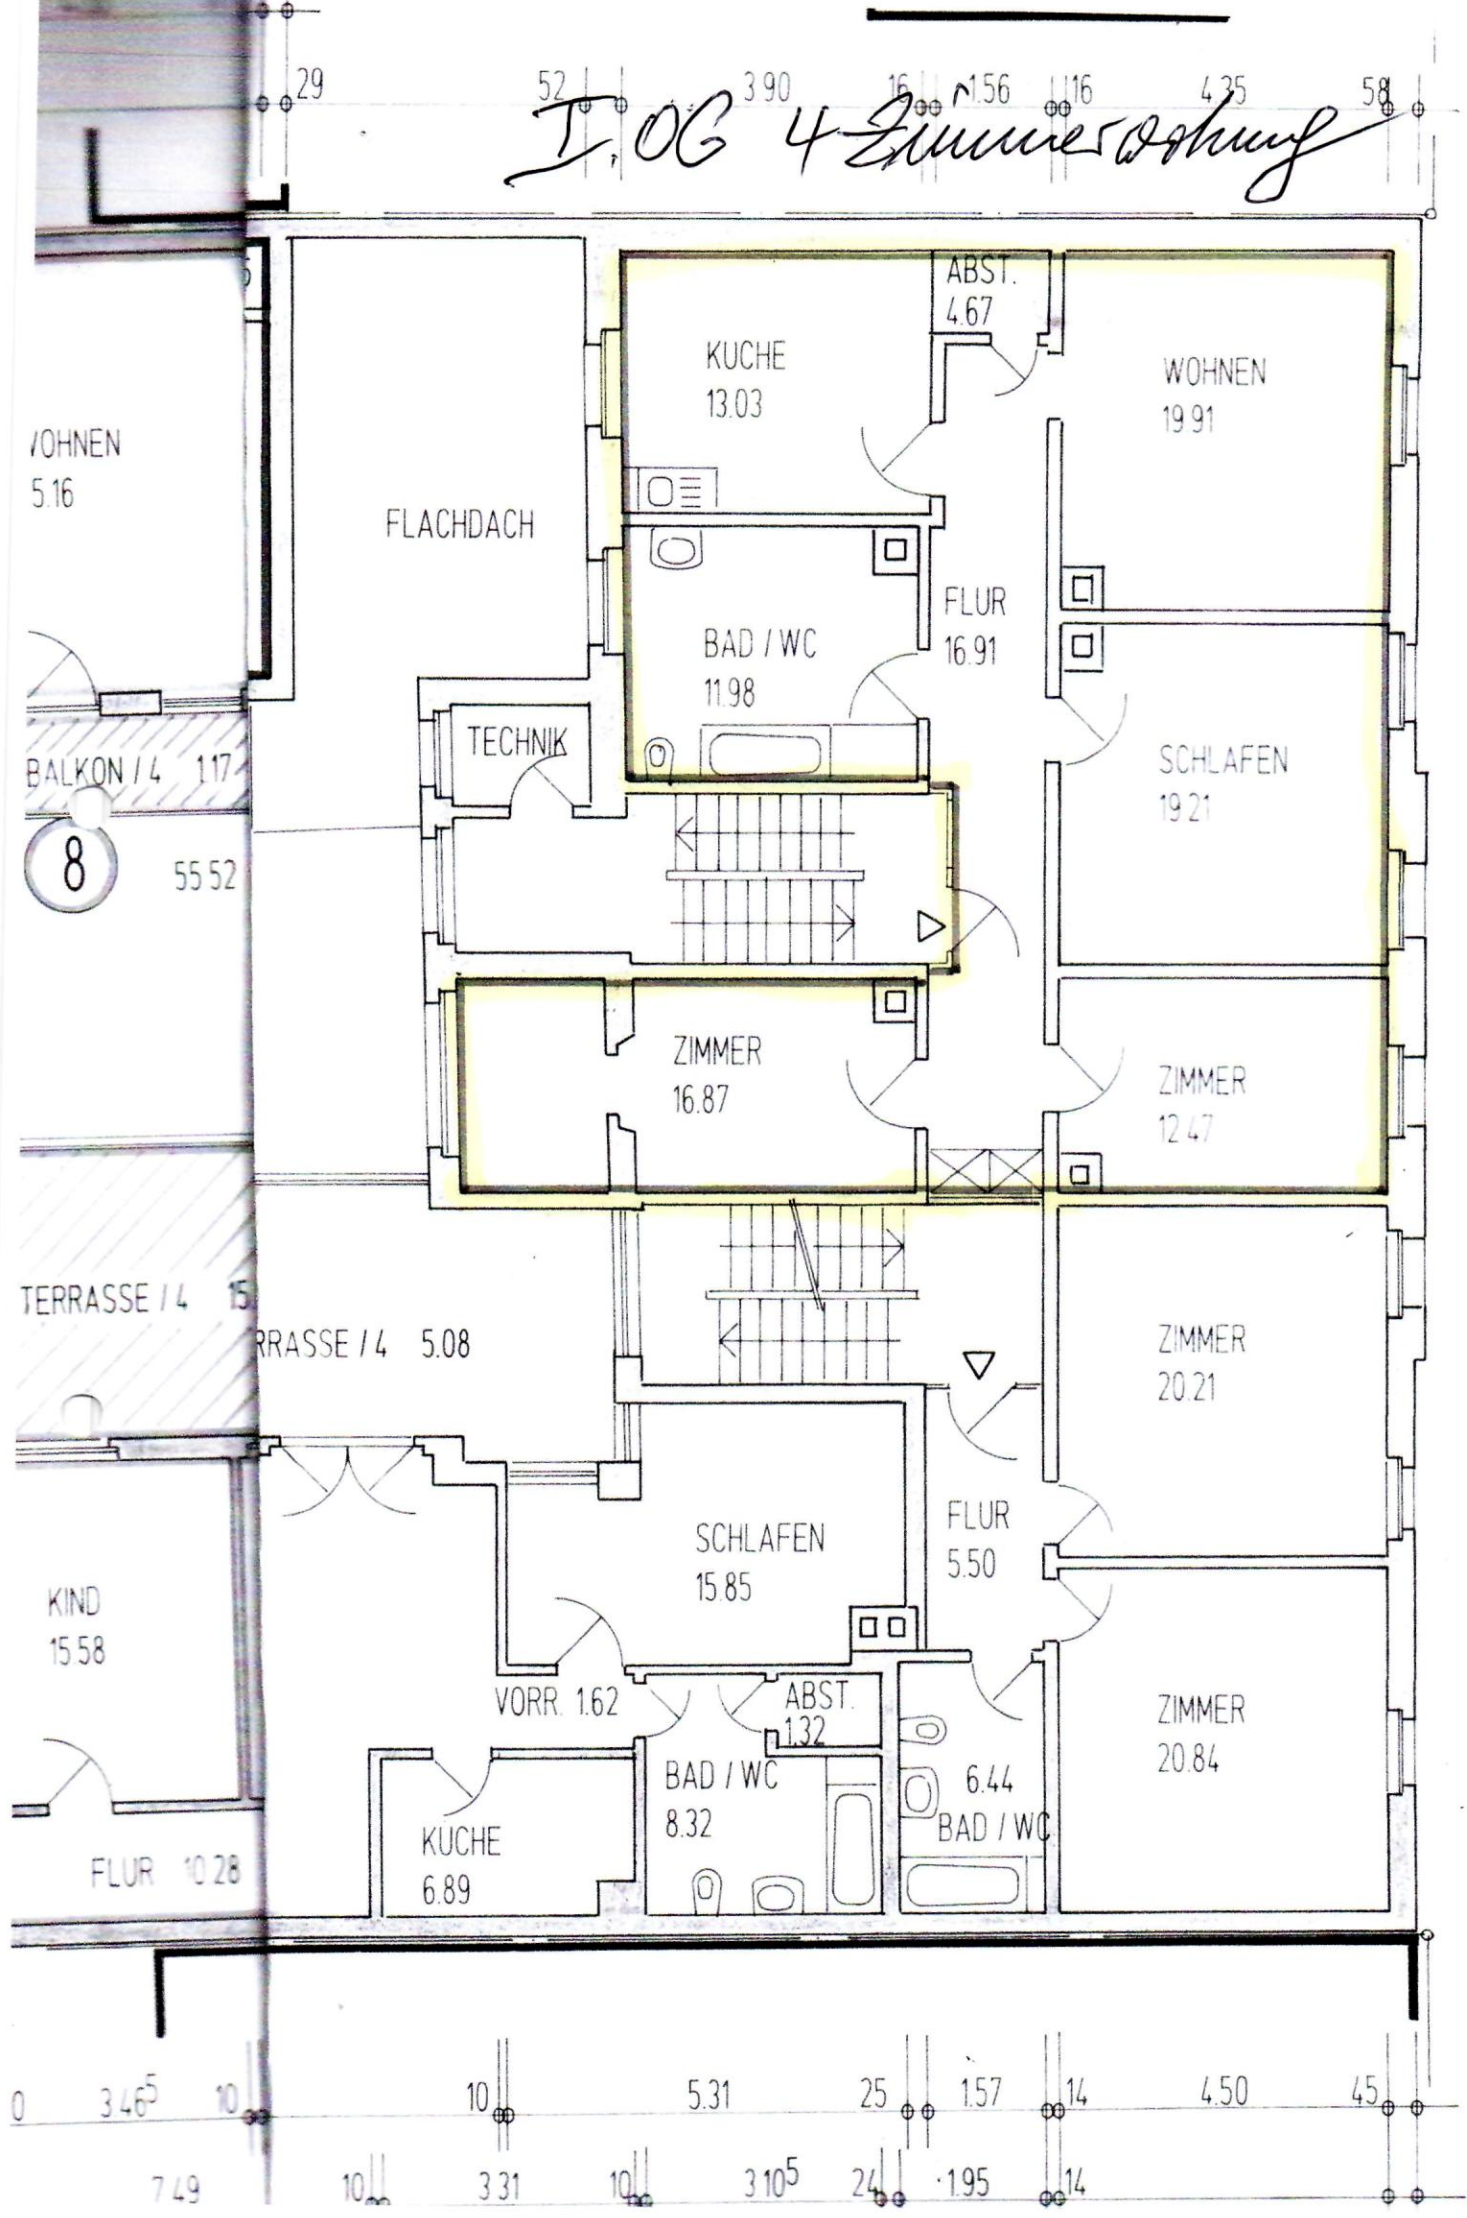 29 52 3.90 16 1.56 16 4.35 58
I. OG 4-Zimmerwohnung
ABST.
4.67
KUCHE
13.03
WOHNEN
19.91
WOHNEN
5.16
FLACHDACH
FLUR
16.91
BAD / WC
11.98
TECHNIK
SCHLAFEN
19.21
BALKON / 4 1.17
8
55.52
ZIMMER
16.87
ZIMMER
12.47
TERRASSE / 4 15
RRASSE / 4 5.08
ZIMMER
20.21
FLUR
5.50
SCHLAFEN
15.85
KIND
15.58
VORR. 1.62
ABST.
1.32
ZIMMER
20.84
BAD / WC
8.32
6.44
BAD / WC
KUCHE
6.89
FLUR 10.28
0 3.46⁵ 10 10 5.31 25 1.57 14 4.50 45
7.49 10 3.31 10 3.10⁵ 24 1.95 14